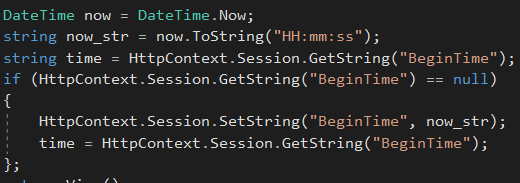 DateTime now = DateTime.Now;
string now_str = now.ToString("HH:mm:ss");
string time = HttpContext.Session.GetString("BeginTime");
if (HttpContext.Session.GetString("BeginTime") == null)
{
HttpContext.Session.SetString("BeginTime", now_str);
time = HttpContext.Session.GetString("BeginTime");
};